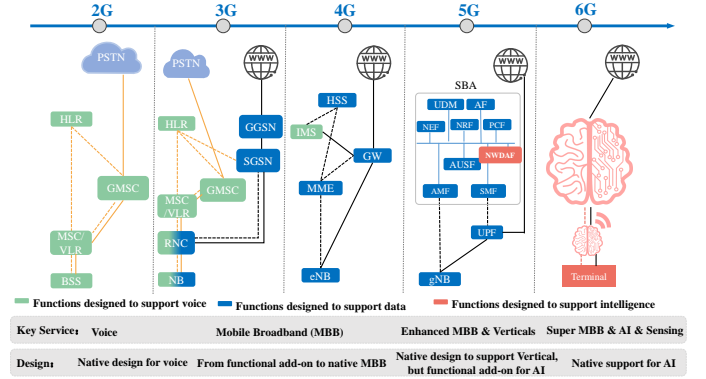 2G 3G 4G 5G 6G
PSTN
PSTN
WWW
WWW
WWW
WWW
HLR
GMSC
MSC/
VLR
BSS
HLR
GGSN
SGSN
GMSC
MSC
/VLR
RNC
NB
HSS
IMS
GW
MME
eNB
SBA
UDM
AF
NEF
NRF
PCF
NWDAF
AUSF
AMF
SMF
UPF
gNB
Terminal
Functions designed to support voice
Functions designed to support data
Functions designed to support intelligence
Key Service: Voice Mobile Broadband (MBB) Enhanced MBB & Verticals Super MBB & AI & Sensing
Design: Native design for voice From functional add-on to native MBB Native design to support Vertical,
but functional add-on for AI Native support for AI